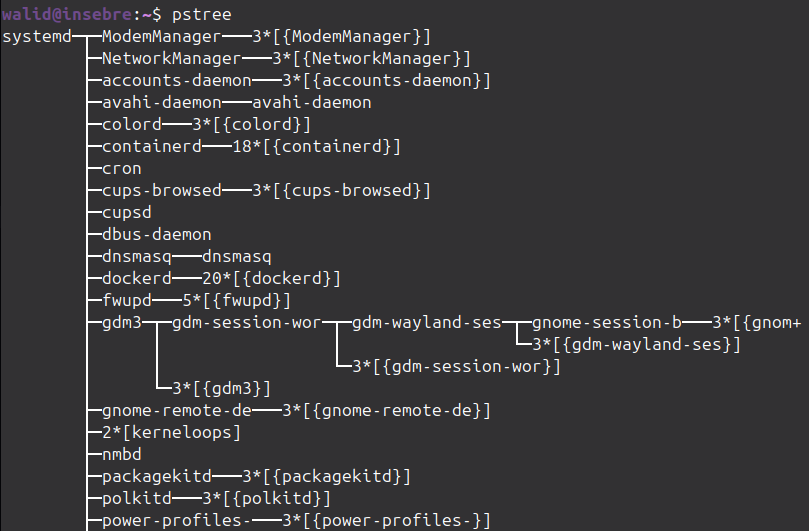 walid@insebre:~$ pstree
systemd─┬─ModemManager───3*[{ModemManager}]
        ├─NetworkManager───3*[{NetworkManager}]
        ├─accounts-daemon───3*[{accounts-daemon}]
        ├─avahi-daemon───avahi-daemon
        ├─colord───3*[{colord}]
        ├─containerd───18*[{containerd}]
        ├─cron
        ├─cups-browsed───3*[{cups-browsed}]
        ├─cupsd
        ├─dbus-daemon
        ├─dnsmasq───dnsmasq
        ├─dockerd───20*[{dockerd}]
        ├─fwupd───5*[{fwupd}]
        ├─gdm3─┬─gdm-session-wor─┬─gdm-wayland-ses─┬─gnome-session-b───3*[{gnom+
        │      │                 │                 └─3*[{gdm-wayland-ses}]
        │      │                 └─3*[{gdm-session-wor}]
        │      └─3*[{gdm3}]
        ├─gnome-remote-de───3*[{gnome-remote-de}]
        ├─2*[kerneloops]
        ├─nmbd
        ├─packagekitd───3*[{packagekitd}]
        ├─polkitd───3*[{polkitd}]
        ├─power-profiles-───3*[{power-profiles-}]